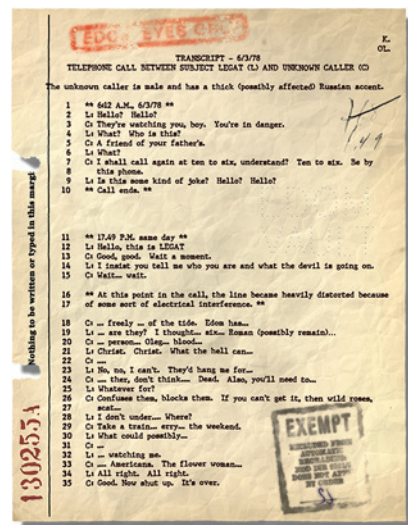 EDOM EYES ONLY
K.
OL.
TRANSCRIPT - 6/3/78
TELEPHONE CALL BETWEEN SUBJECT LEGAT (L) AND UNKNOWN CALLER (C)
The unknown caller is male and has a thick (possibly affected) Russian accent.
1 ** 6:12 A.M., 6/3/78 **
2 L: Hello? Hello?
3 C: They're watching you, boy. You're in danger.
4 L: What? Who is this?
5 C: A friend of your father's.
6 L: What?
7 C: I shall call again at ten to six, understand? Ten to six. Be by
8 this phone.
9 L: Is this some kind of joke? Hello? Hello?
10 ** Call ends. **
11 ** 17.49 P.M. same day **
12 L: Hello, this is LEGAT
13 C: Good, good. Wait a moment.
14 L: I insist you tell me who you are and what the devil is going on.
15 C: Wait…. wait.
16 ** At this point in the call, the line became heavily distorted because
17 of some sort of electrical interference. **
18 C: …. freely …. of the tide. Edom has….
19 L: …. are they? I thought…. six…. Roman (possibly remain)….
20 C: …. person…. Oleg…. blood….
21 L: Christ. Christ. What the hell can….
22 C: ….
23 L: No, no, I can't. They'd hang me for….
24 C: …. ther, don't think…. Dead. Also, you'll need to….
25 L: Whatever for?
26 C: Confuses them, blocks them. If you can't get it, then wild roses,
27 scat….
28 L: I don't under…. Where?
29 C: Take a train…. erry…. the weekend.
30 L: What could possibly….
31 C: …
32 L: …. watching me.
33 C: …. Americans. The flower woman….
34 L: All right. All right.
35 C: Good. Now shut up. It's over.
Nothing to be written or typed in this margi
130255A
EXEMPT
EXCLUDED FROM
AUTOMATIC
DOES NOT APPLY
BY ORDER